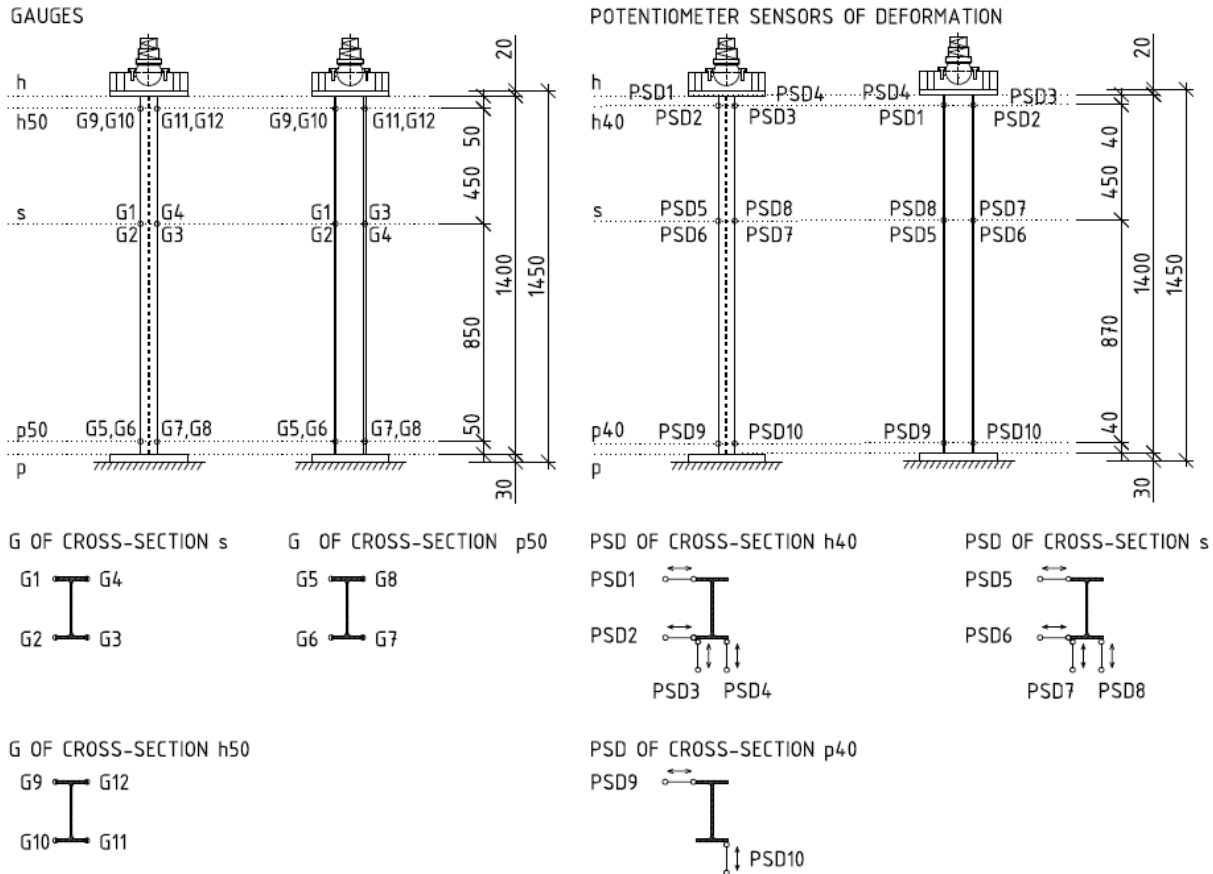 GAUGES
POTENTIOMETER SENSORS OF DEFORMATION
20
20
h
PSD1
PSD4
PSD4
PSD3
h50
G9,G10
G11,G12
G9,G10
G11,G12
50
h40
PSD2
PSD3
PSD1
PSD2
40
450
450
s
G1
G4
G1
G3
s
PSD5
PSD8
PSD8
PSD7
G2
G3
G2
G4
PSD6
PSD7
PSD5
PSD6
1400
1450
1400
1450
850
870
p50
G5,G6
G7,G8
G5,G6
G7,G8
50
p40
PSD9
PSD10
PSD9
PSD10
40
p
p
30
30
G OF CROSS-SECTION s
G OF CROSS-SECTION p50
PSD OF CROSS-SECTION h40
PSD OF CROSS-SECTION s
G1
G4
G5
G8
PSD1
PSD5
G2
G3
G6
G7
PSD2
PSD6
PSD3
PSD4
PSD7
PSD8
G OF CROSS-SECTION h50
PSD OF CROSS-SECTION p40
G9
G12
PSD9
G10
G11
PSD10